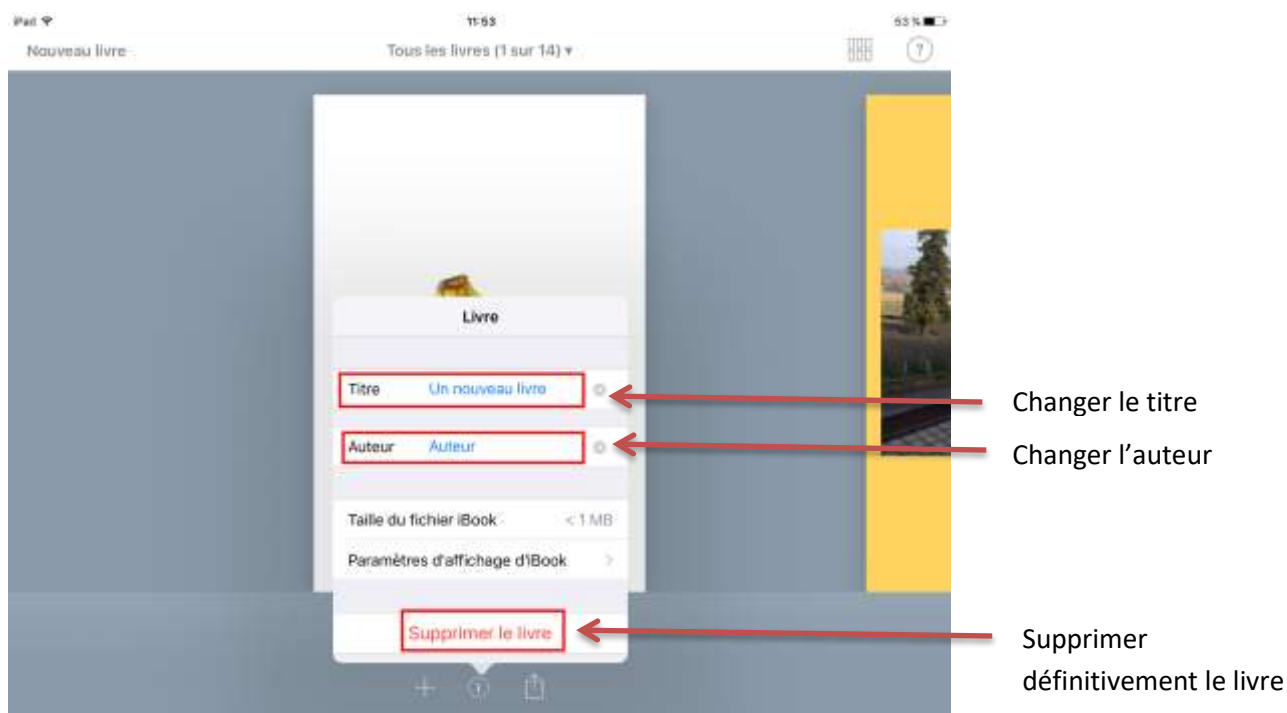 iPad 11:53 53 %
Nouveau livre Tous les livres (1 sur 14) ▾ ?
Livre
Titre Un nouveau livre
Changer le titre
Auteur Auteur
Changer l’auteur
Taille du fichier iBook < 1 MB
Paramètres d'affichage d'iBook >
Supprimer le livre
Supprimer
définitivement le livre